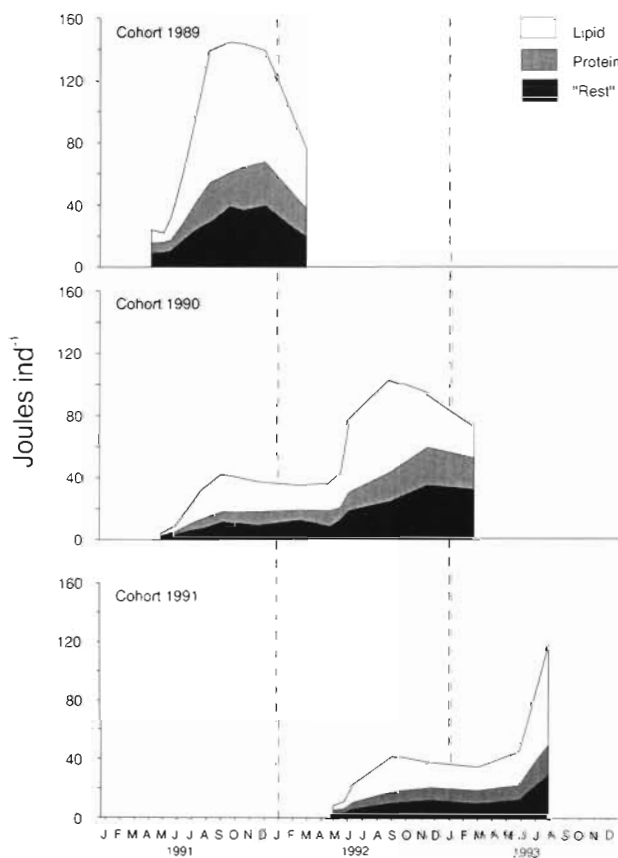 Lipid
Protein
"Rest"
Cohort 1989
160
120
80
40
0
Cohort 1990
160
120
80
40
0
Cohort 1991
160
120
80
40
0
Joules ind⁻¹
J F M A M J J A S O N D J F M A M J J A S O N D J F M A M J J A S O N D
1991 1992 1993